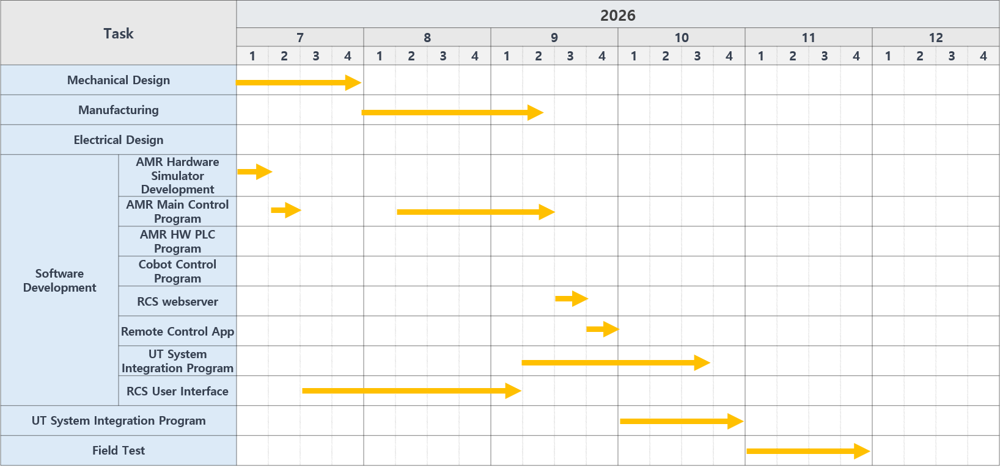 Task
2026
7 8 9 10 11 12
1 2 3 4 1 2 3 4 1 2 3 4 1 2 3 4 1 2 3 4 1 2 3 4
Mechanical Design
Manufacturing
Electrical Design
Software
Development
AMR Hardware
Simulator
Development
AMR Main Control
Program
AMR HW PLC
Program
Cobot Control
Program
RCS webserver
Remote Control App
UT System
Integration Program
RCS User Interface
UT System Integration Program
Field Test